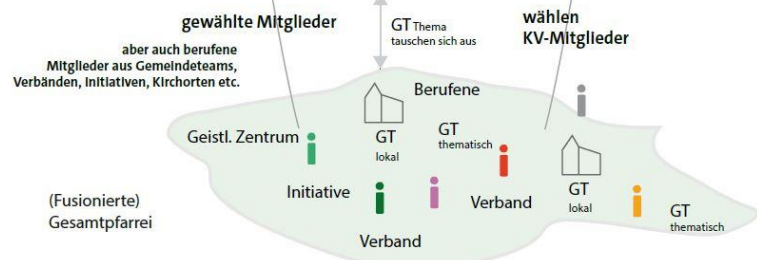 gewählte Mitglieder
aber auch berufene
Mitglieder aus Gemeindeteams,
Verbänden, Initiativen, Kirchorten etc.
GT Thema
tauschen sich aus
wählen
KV-Mitglieder
Berufene
Geistl. Zentrum
GT
lokal
GT
thematisch
GT
lokal
Initiative
Verband
Verband
GT
thematisch
(Fusionierte)
Gesamtpfarrei